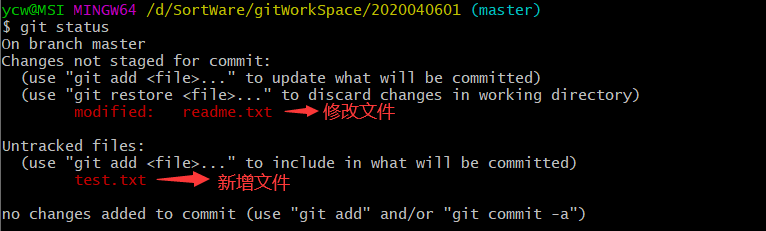 ycw@MSI MINGW64 /d/SortWare/gitWorkSpace/2020040601 (master)
$ git status
On branch master
Changes not staged for commit:
  (use "git add <file>..." to update what will be committed)
  (use "git restore <file>..." to discard changes in working directory)
        modified:   readme.txt 修改文件

Untracked files:
  (use "git add <file>..." to include in what will be committed)
        test.txt 新增文件

no changes added to commit (use "git add" and/or "git commit -a")